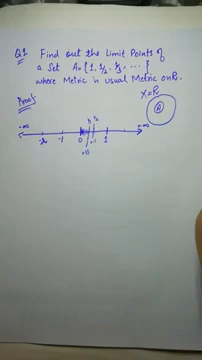 Q1 Find out the Limit Points of
a Set A = {1, 1/2, 1/3, ....}
where Metric is usual Metric on R.
Proof
X=R
A
-∞ -2 -1 0 1 -∞